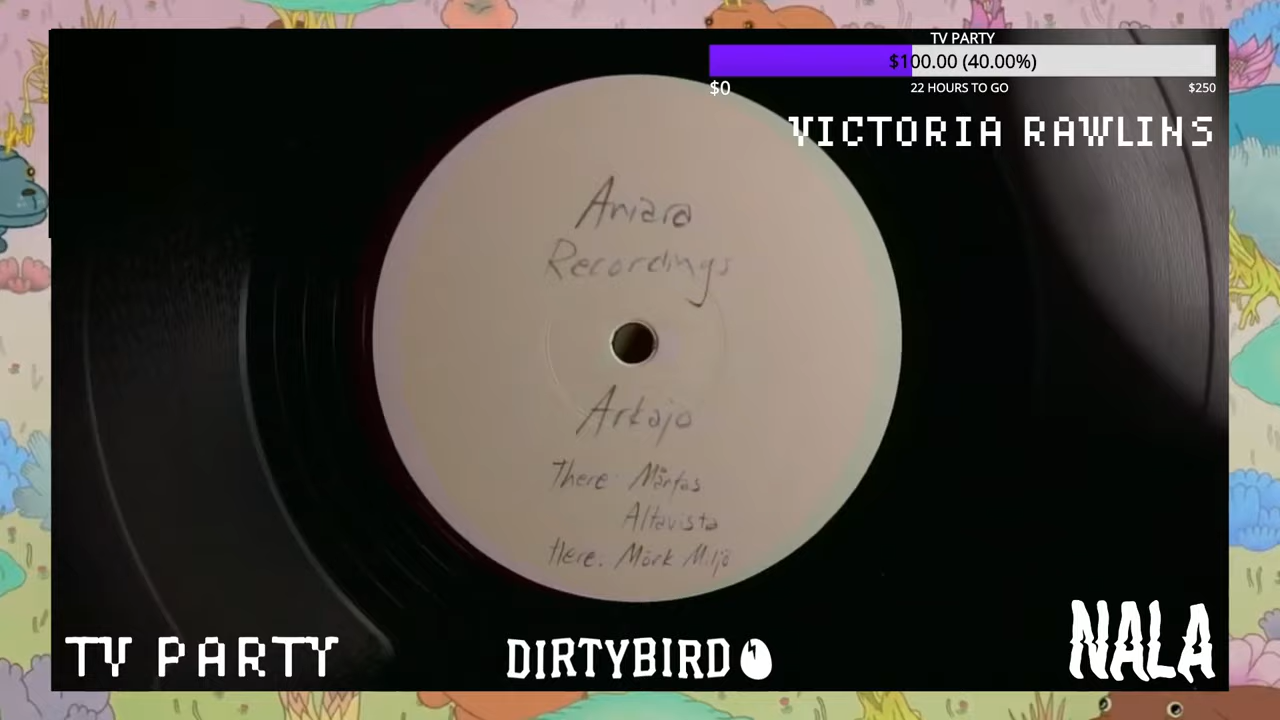 TV PARTY
$100.00 (40.00%)
$0 22 HOURS TO GO $250
VICTORIA RAWLINS
Aniara
Recordings
Arkajo
There: Mårtas
Altavista
Here: Mörk Miljö
TV PARTY DIRTYBIRD NALA